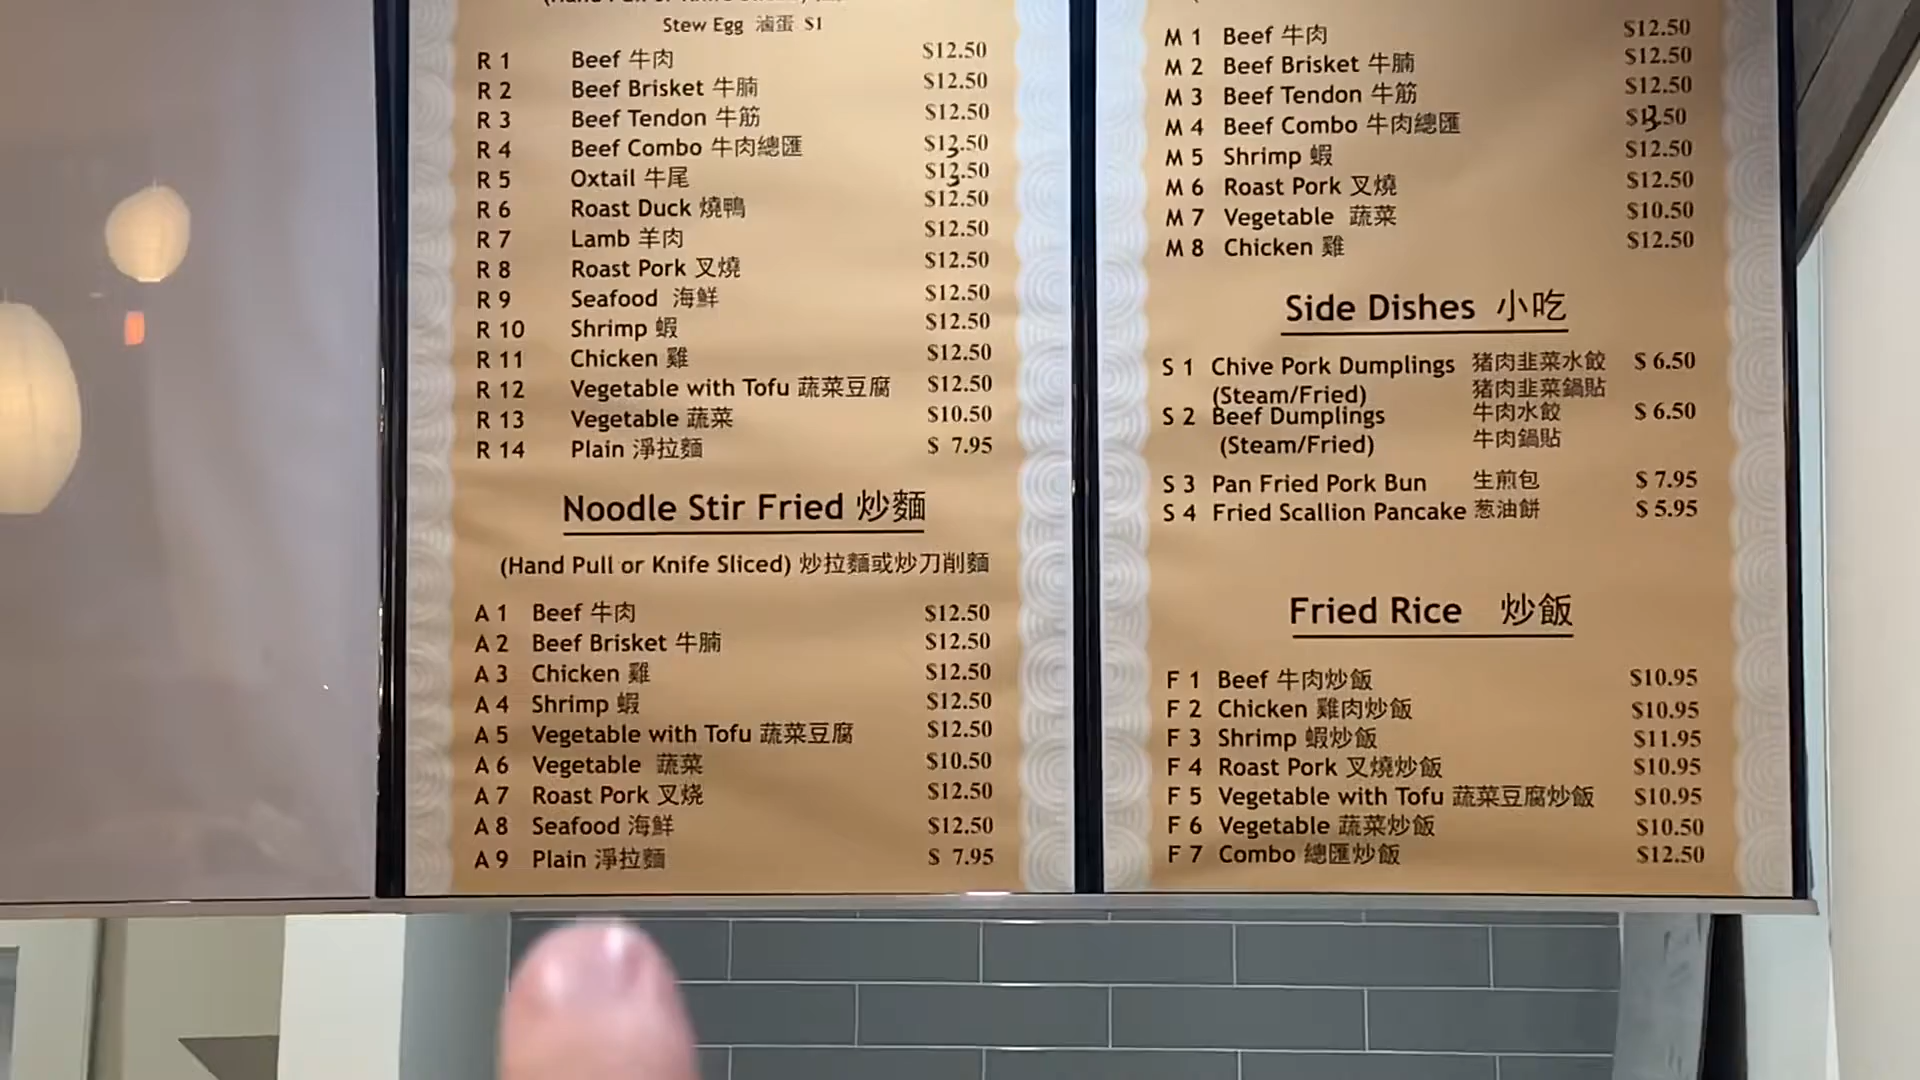 Stew Egg 滷蛋 $1
R 1 Beef 牛肉 $12.50
R 2 Beef Brisket 牛腩 $12.50
R 3 Beef Tendon 牛筋 $12.50
R 4 Beef Combo 牛肉總匯 $13.50
R 5 Oxtail 牛尾 $13.50
R 6 Roast Duck 燒鴨 $12.50
R 7 Lamb 羊肉 $12.50
R 8 Roast Pork 叉燒 $12.50
R 9 Seafood 海鮮 $12.50
R 10 Shrimp 蝦 $12.50
R 11 Chicken 雞 $12.50
R 12 Vegetable with Tofu 蔬菜豆腐 $12.50
R 13 Vegetable 蔬菜 $10.50
R 14 Plain 淨拉麵 $ 7.95
Noodle Stir Fried 炒麵
(Hand Pull or Knife Sliced) 炒拉麵或炒刀削麵
A 1 Beef 牛肉 $12.50
A 2 Beef Brisket 牛腩 $12.50
A 3 Chicken 雞 $12.50
A 4 Shrimp 蝦 $12.50
A 5 Vegetable with Tofu 蔬菜豆腐 $12.50
A 6 Vegetable 蔬菜 $10.50
A 7 Roast Pork 叉烧 $12.50
A 8 Seafood 海鮮 $12.50
A 9 Plain 淨拉麵 $ 7.95
M 1 Beef 牛肉 $12.50
M 2 Beef Brisket 牛腩 $12.50
M 3 Beef Tendon 牛筋 $12.50
M 4 Beef Combo 牛肉總匯 $13.50
M 5 Shrimp 蝦 $12.50
M 6 Roast Pork 叉燒 $12.50
M 7 Vegetable 蔬菜 $10.50
M 8 Chicken 雞 $12.50
Side Dishes 小吃
S 1 Chive Pork Dumplings 猪肉韭菜水餃 $ 6.50
(Steam/Fried) 猪肉韭菜鍋貼
S 2 Beef Dumplings 牛肉水餃 $ 6.50
(Steam/Fried) 牛肉鍋貼
S 3 Pan Fried Pork Bun 生煎包 $ 7.95
S 4 Fried Scallion Pancake 葱油餅 $ 5.95
Fried Rice 炒飯
F 1 Beef 牛肉炒飯 $10.95
F 2 Chicken 雞肉炒飯 $10.95
F 3 Shrimp 蝦炒飯 $11.95
F 4 Roast Pork 叉燒炒飯 $10.95
F 5 Vegetable with Tofu 蔬菜豆腐炒飯 $10.95
F 6 Vegetable 蔬菜炒飯 $10.50
F 7 Combo 總匯炒飯 $12.50